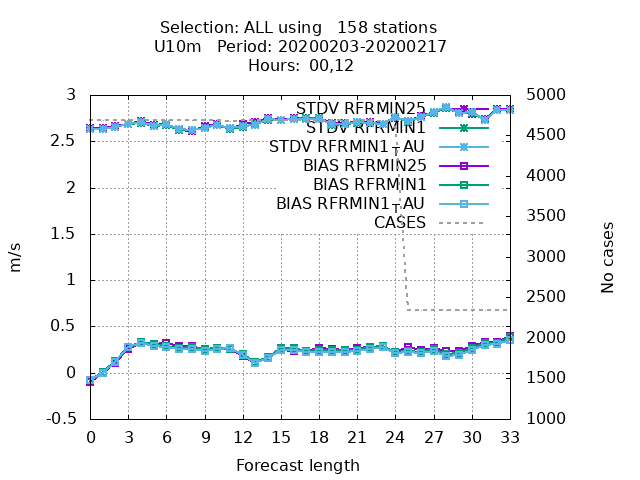 Selection: ALL using   158 stations
U10m   Period: 20200203-20200217
Hours: 00,12
3
2.5
2
1.5
1
0.5
0
-0.5
m/s
STDV RFRMIN25
STDV RFRMIN1
STDV RFRMIN1_TAU
BIAS RFRMIN25
BIAS RFRMIN1
BIAS RFRMIN1_TAU
CASES
5000
4500
4000
3500
3000
2500
2000
1500
1000
No cases
0 3 6 9 12 15 18 21 24 27 30 33
Forecast length